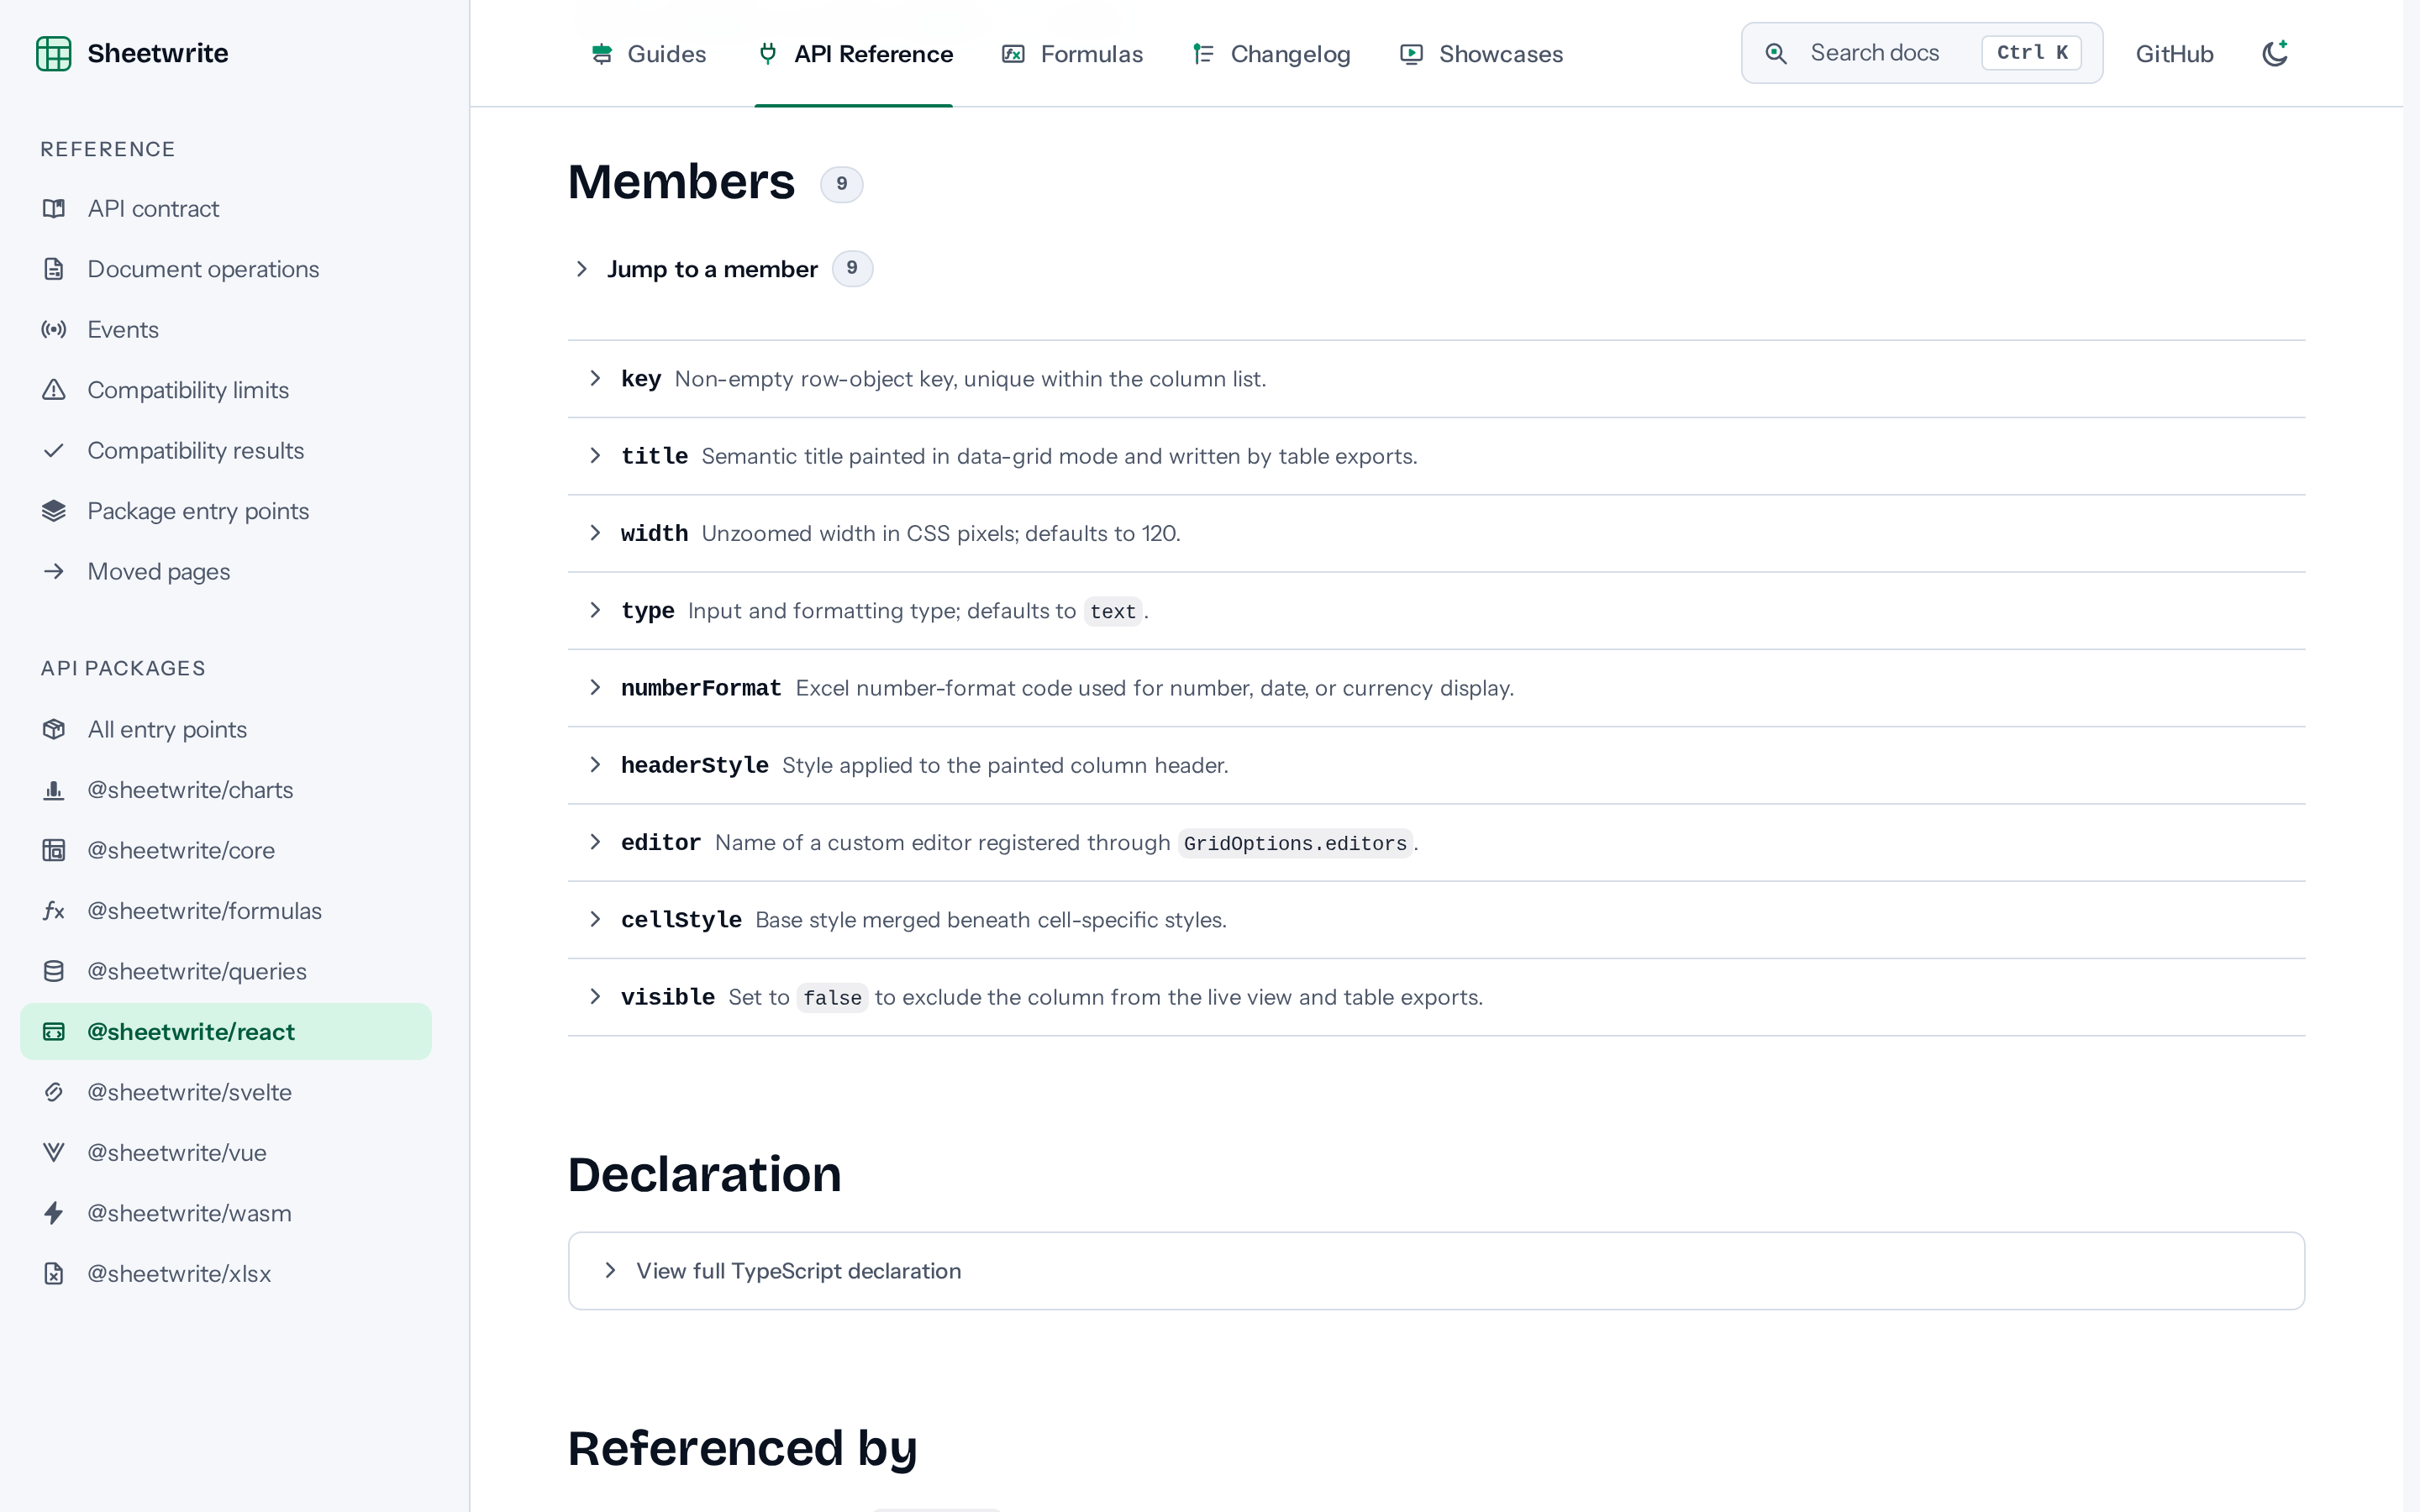 Sheetwrite
Guides
API Reference
Formulas
Changelog
Showcases
Search docs
Ctrl K
GitHub
REFERENCE
API contract
Document operations
Events
Compatibility limits
Compatibility results
Package entry points
Moved pages
API PACKAGES
All entry points
@sheetwrite/charts
@sheetwrite/core
@sheetwrite/formulas
@sheetwrite/queries
@sheetwrite/react
@sheetwrite/svelte
@sheetwrite/vue
@sheetwrite/wasm
@sheetwrite/xlsx
Members 9
Jump to a member 9
key Non-empty row-object key, unique within the column list.
title Semantic title painted in data-grid mode and written by table exports.
width Unzoomed width in CSS pixels; defaults to 120.
type Input and formatting type; defaults to text.
numberFormat Excel number-format code used for number, date, or currency display.
headerStyle Style applied to the painted column header.
editor Name of a custom editor registered through GridOptions.editors.
cellStyle Base style merged beneath cell-specific styles.
visible Set to false to exclude the column from the live view and table exports.
Declaration
View full TypeScript declaration
Referenced by